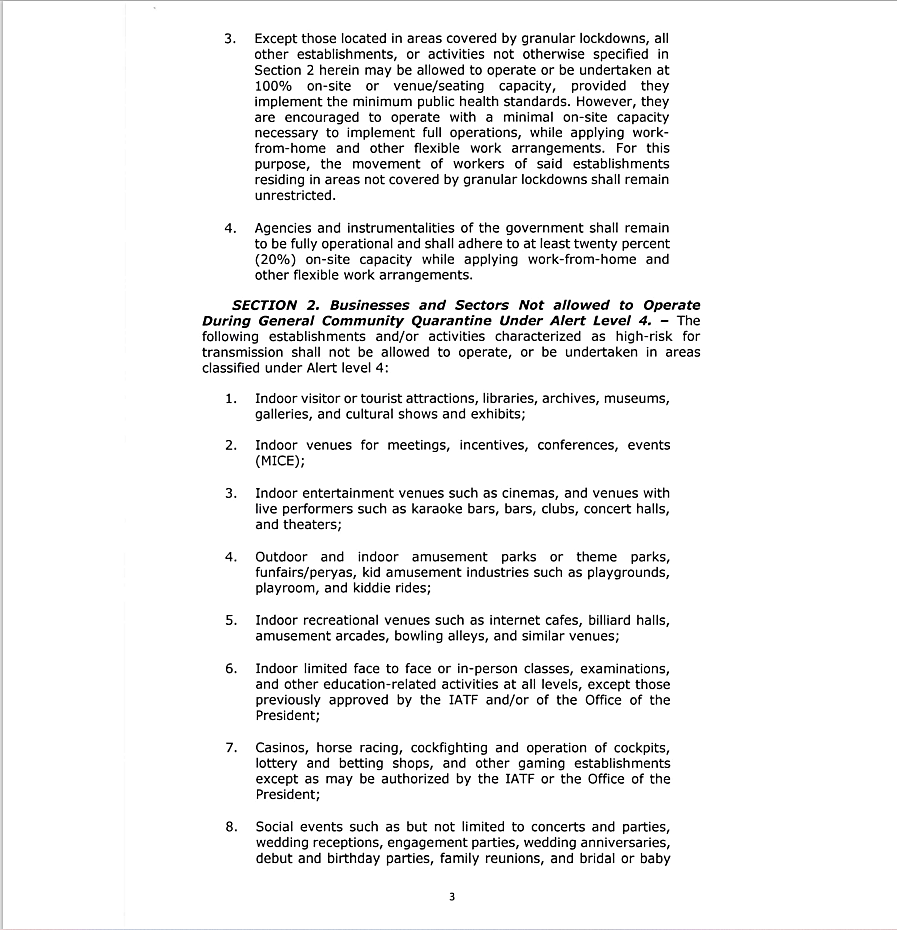 3. Except those located in areas covered by granular lockdowns, all
other establishments, or activities not otherwise specified in
Section 2 herein may be allowed to operate or be undertaken at
100% on-site or venue/seating capacity, provided they
implement the minimum public health standards. However, they
are encouraged to operate with a minimal on-site capacity
necessary to implement full operations, while applying work-
from-home and other flexible work arrangements. For this
purpose, the movement of workers of said establishments
residing in areas not covered by granular lockdowns shall remain
unrestricted.
4. Agencies and instrumentalities of the government shall remain
to be fully operational and shall adhere to at least twenty percent
(20%) on-site capacity while applying work-from-home and
other flexible work arrangements.
SECTION 2. Businesses and Sectors Not allowed to Operate
During General Community Quarantine Under Alert Level 4. – The
following establishments and/or activities characterized as high-risk for
transmission shall not be allowed to operate, or be undertaken in areas
classified under Alert level 4:
1. Indoor visitor or tourist attractions, libraries, archives, museums,
galleries, and cultural shows and exhibits;
2. Indoor venues for meetings, incentives, conferences, events
(MICE);
3. Indoor entertainment venues such as cinemas, and venues with
live performers such as karaoke bars, bars, clubs, concert halls,
and theaters;
4. Outdoor and indoor amusement parks or theme parks,
funfairs/peryas, kid amusement industries such as playgrounds,
playroom, and kiddie rides;
5. Indoor recreational venues such as internet cafes, billiard halls,
amusement arcades, bowling alleys, and similar venues;
6. Indoor limited face to face or in-person classes, examinations,
and other education-related activities at all levels, except those
previously approved by the IATF and/or of the Office of the
President;
7. Casinos, horse racing, cockfighting and operation of cockpits,
lottery and betting shops, and other gaming establishments
except as may be authorized by the IATF or the Office of the
President;
8. Social events such as but not limited to concerts and parties,
wedding receptions, engagement parties, wedding anniversaries,
debut and birthday parties, family reunions, and bridal or baby
3